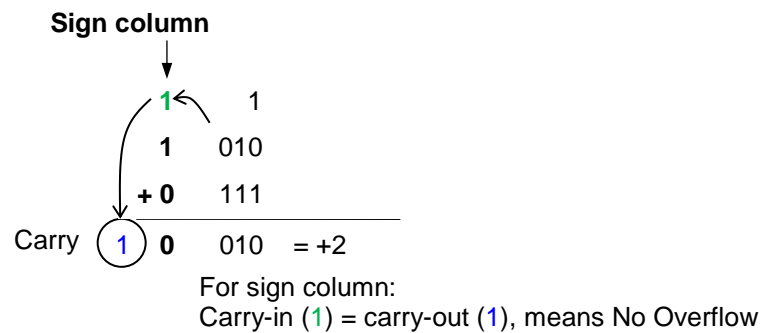 Sign column
1 1
1 010
+ 0 111
Carry 1 0 010 = +2
For sign column:
Carry-in (1) = carry-out (1), means No Overflow